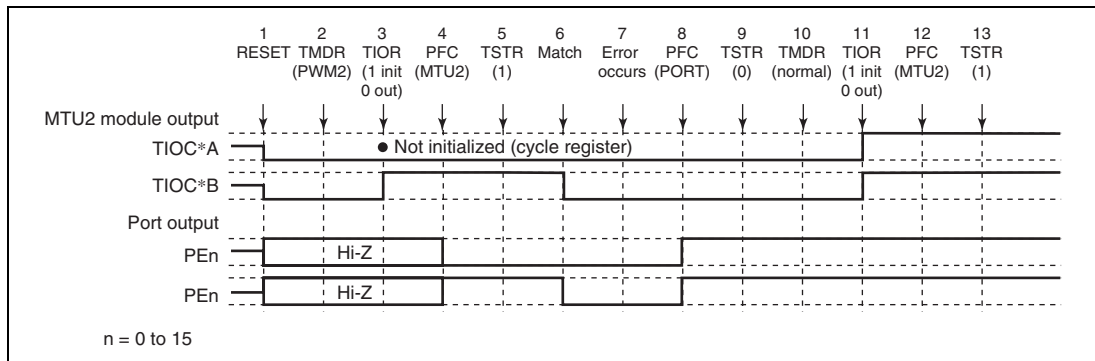 1 2 3 4 5 6 7 8 9 10 11 12 13
RESET TMDR TIOR PFC TSTR Match Error PFC TSTR TMDR TIOR PFC TSTR
(PWM2) (1 init (MTU2) (1) occurs (PORT) (0) (normal) (1 init (MTU2) (1)
0 out) 0 out)
MTU2 module output
TIOC*A ● Not initialized (cycle register)
TIOC*B
Port output
PEn Hi-Z
PEn Hi-Z
n = 0 to 15